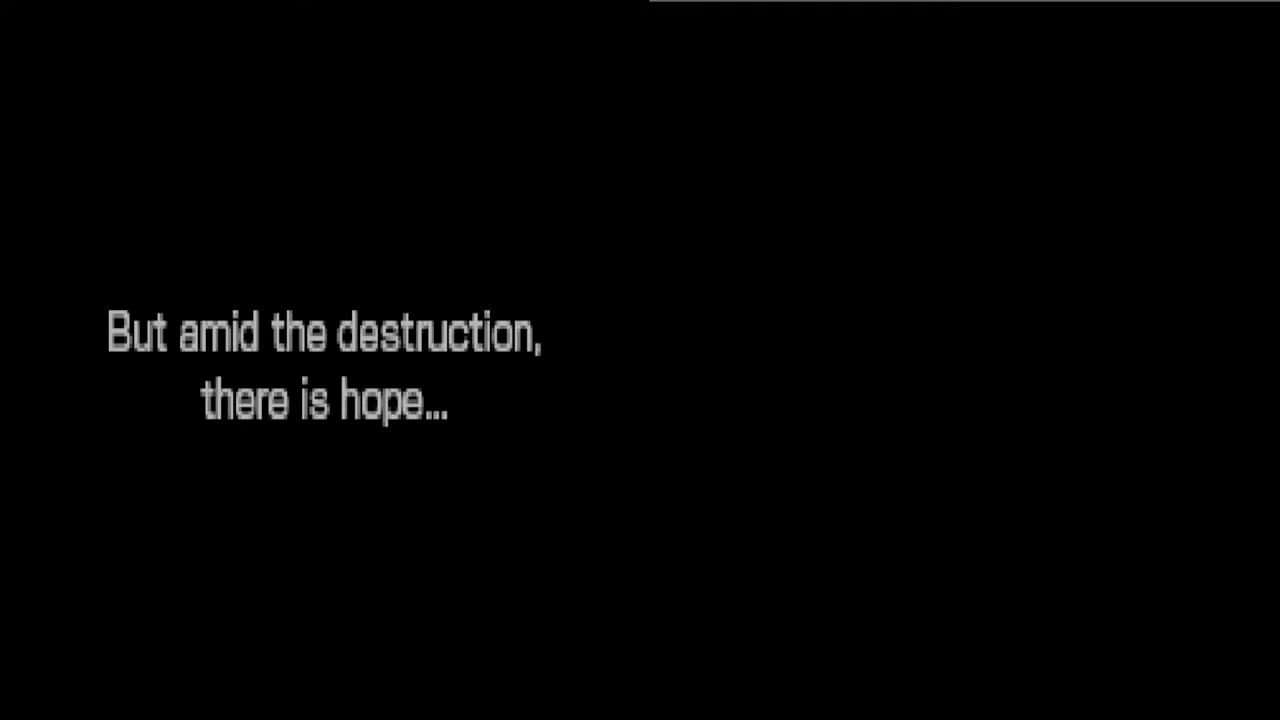 But amid the destruction,
there is hope...